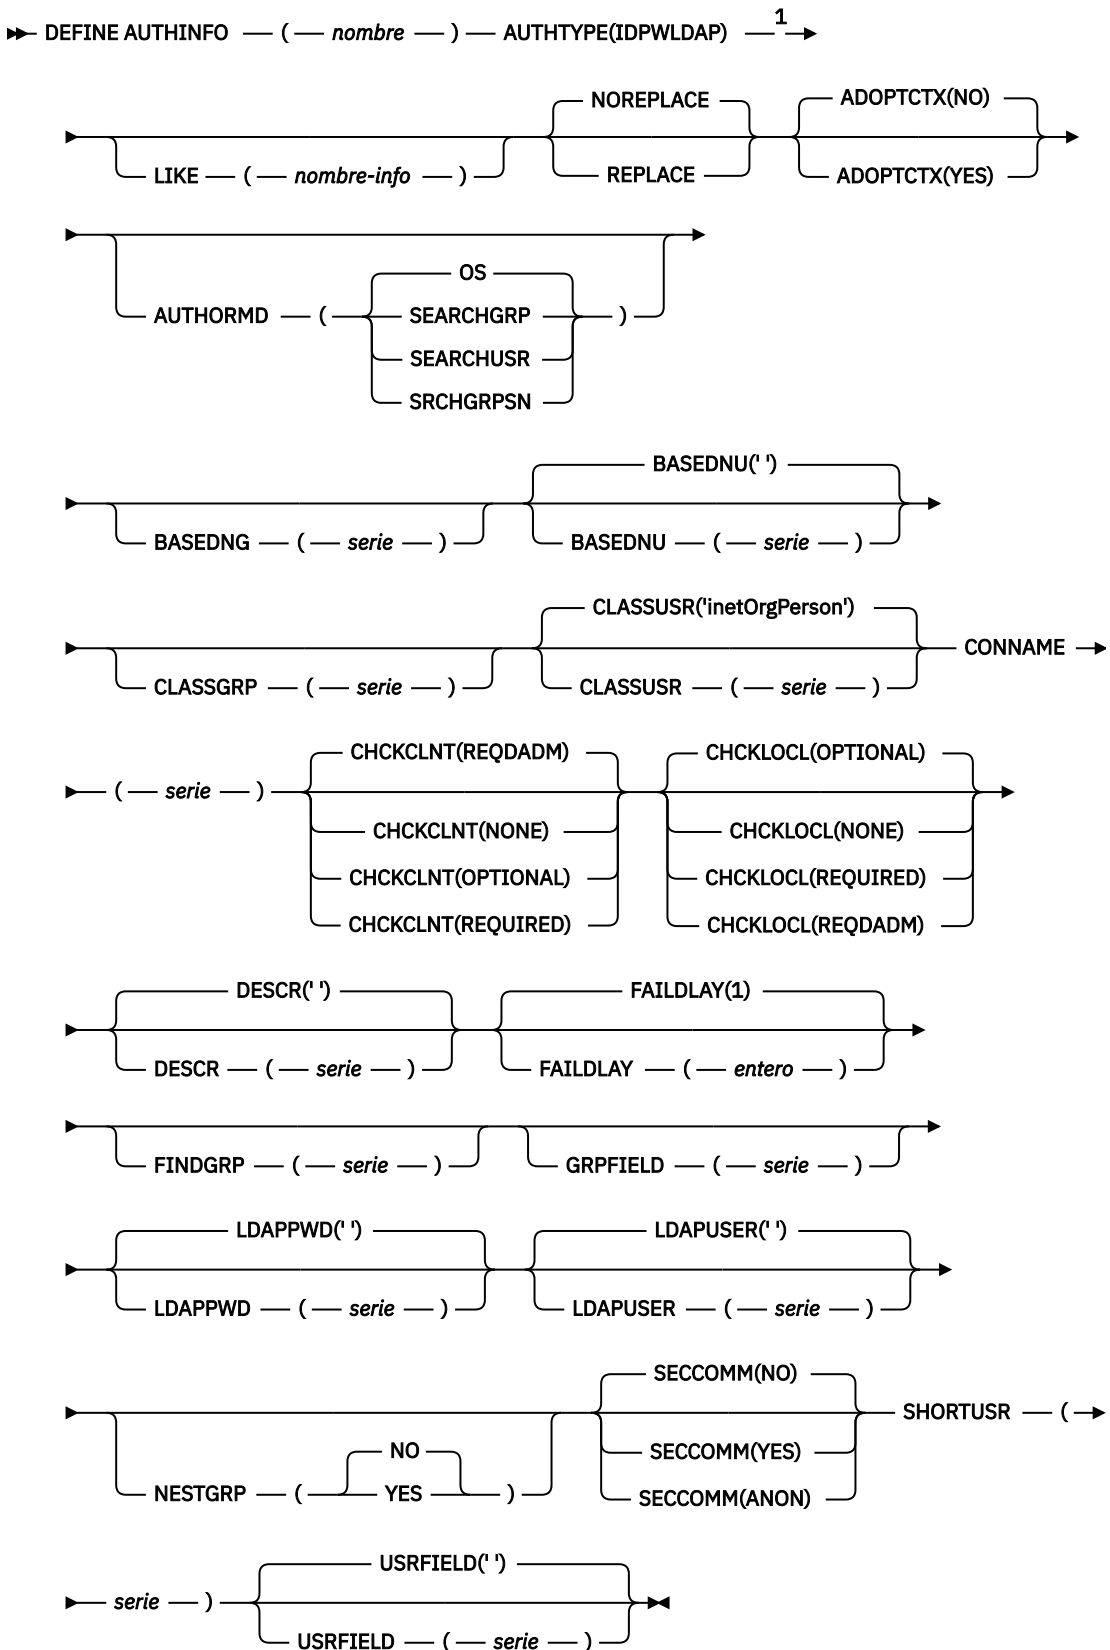 1
DEFINE AUTHINFO ( nombre ) AUTHTYPE(IDPWLDAP)
NOREPLACE ADOPTCTX(NO)
LIKE ( nombre-info ) REPLACE ADOPTCTX(YES)
OS
AUTHORMD ( SEARCHGRP )
SEARCHUSR
SRCHGRPSN
BASEDNU(' ')
BASEDNG ( serie ) BASEDNU ( serie )
CLASSUSR('inetOrgPerson')
CONNAME
CLASSGRP ( serie ) CLASSUSR ( serie )
CHCKCLNT(REQDADM) CHCKLOCL(OPTIONAL)
( serie )
CHCKCLNT(NONE) CHCKLOCL(NONE)
CHCKCLNT(OPTIONAL) CHCKLOCL(REQUIRED)
CHCKCLNT(REQUIRED) CHCKLOCL(REQDADM)
DESCR(' ') FAILDLAY(1)
DESCR ( serie ) FAILDLAY ( entero )
FINDGRP ( serie ) GRPFIELD ( serie )
LDAPPWD(' ') LDAPUSER(' ')
LDAPPWD ( serie ) LDAPUSER ( serie )
SECCOMM(NO)
SHORTUSR (
NO SECCOMM(YES)
NESTGRP ( YES ) SECCOMM(ANON)
USRFIELD(' ')
serie )
USRFIELD ( serie )